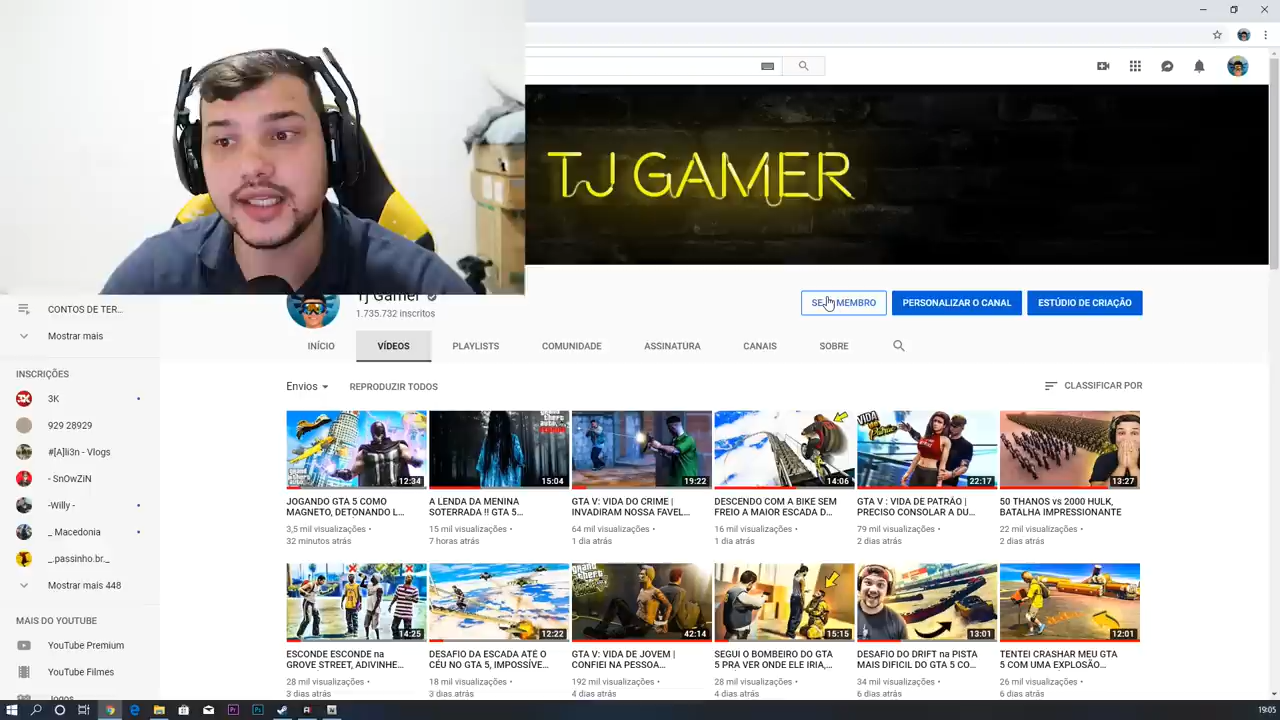 TJ GAMER
Tj Gamer
1.735.732 inscritos
MEMBRO
PERSONALIZAR O CANAL
ESTÚDIO DE CRIAÇÃO
INÍCIO
VÍDEOS
PLAYLISTS
COMUNIDADE
ASSINATURA
CANAIS
SOBRE
CONTOS DE TER...
Mostrar mais
INSCRIÇÕES
3K
929 28929
#[A]li3n - Vlogs
- SnOwZiN
-Willy -
_ Macedonia
_.passinho.br._
Mostrar mais 448
MAIS DO YOUTUBE
YouTube Premium
YouTube Filmes
Jogos
Envios
REPRODUZIR TODOS
CLASSIFICAR POR
12:34
JOGANDO GTA 5 COMO
MAGNETO, DETONANDO L...
3,5 mil visualizações •
32 minutos atrás
15:04
A LENDA DA MENINA
SOTERRADA !! GTA 5...
15 mil visualizações •
7 horas atrás
19:22
GTA V: VIDA DO CRIME |
INVADIRAM NOSSA FAVEL...
64 mil visualizações •
1 dia atrás
14:06
DESCENDO COM A BIKE SEM
FREIO A MAIOR ESCADA D...
16 mil visualizações •
1 dia atrás
VIDA
22:17
GTA V : VIDA DE PATRÃO |
PRECISO CONSOLAR A DU...
79 mil visualizações •
2 dias atrás
13:27
50 THANOS vs 2000 HULK,
BATALHA IMPRESSIONANTE
22 mil visualizações •
2 dias atrás
14:25
ESCONDE ESCONDE na
GROVE STREET, ADIVINHE...
28 mil visualizações •
3 dias atrás
12:22
DESAFIO DA ESCADA ATÉ O
CÉU NO GTA 5, IMPOSSÍVE...
18 mil visualizações •
3 dias atrás
42:14
GTA V: VIDA DE JOVEM |
CONFIEI NA PESSOA...
192 mil visualizações •
4 dias atrás
15:15
SEGUI O BOMBEIRO DO GTA
5 PRA VER ONDE ELE IRIA,...
28 mil visualizações •
4 dias atrás
13:01
DESAFIO DO DRIFT na PISTA
MAIS DIFICIL DO GTA 5 CO...
34 mil visualizações •
6 dias atrás
12:01
TENTEI CRASHAR MEU GTA
5 COM UMA EXPLOSÃO...
26 mil visualizações •
6 dias atrás
19:05